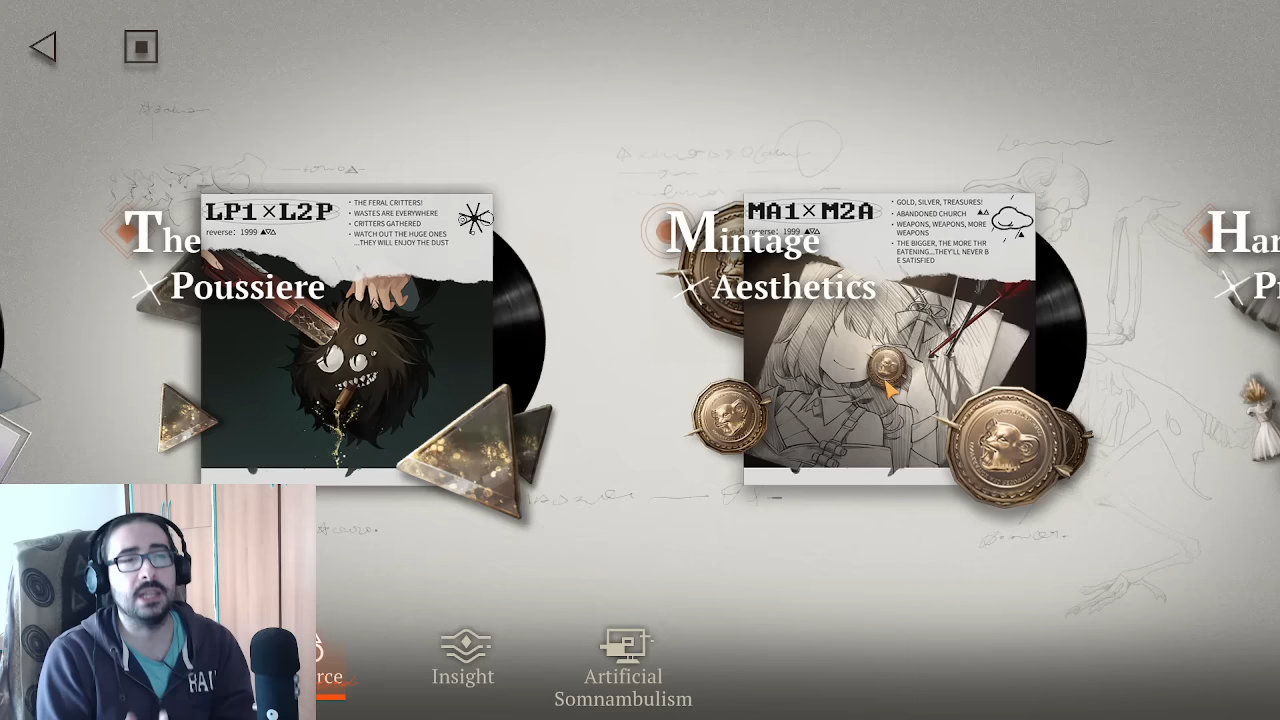 LP1×L2P
reverse: 1999
• THE FERAL CRITTERS!
• WASTES ARE EVERYWHERE
• CRITTERS GATHERED
• WATCH OUT THE HUGE ONES
...THEY WILL ENJOY THE DUST
The
Poussiere
MA1×M2A
reverse: 1999
• GOLD, SILVER, TREASURES!
• ABANDONED CHURCH
• WEAPONS, WEAPONS, MORE
WEAPONS
• THE BIGGER, THE MORE THR
EATENING...THEY'LL NEVER B
E SATISFIED
Mintage
Aesthetics
Har
Pr
rce
Insight
Artificial
Somnambulism